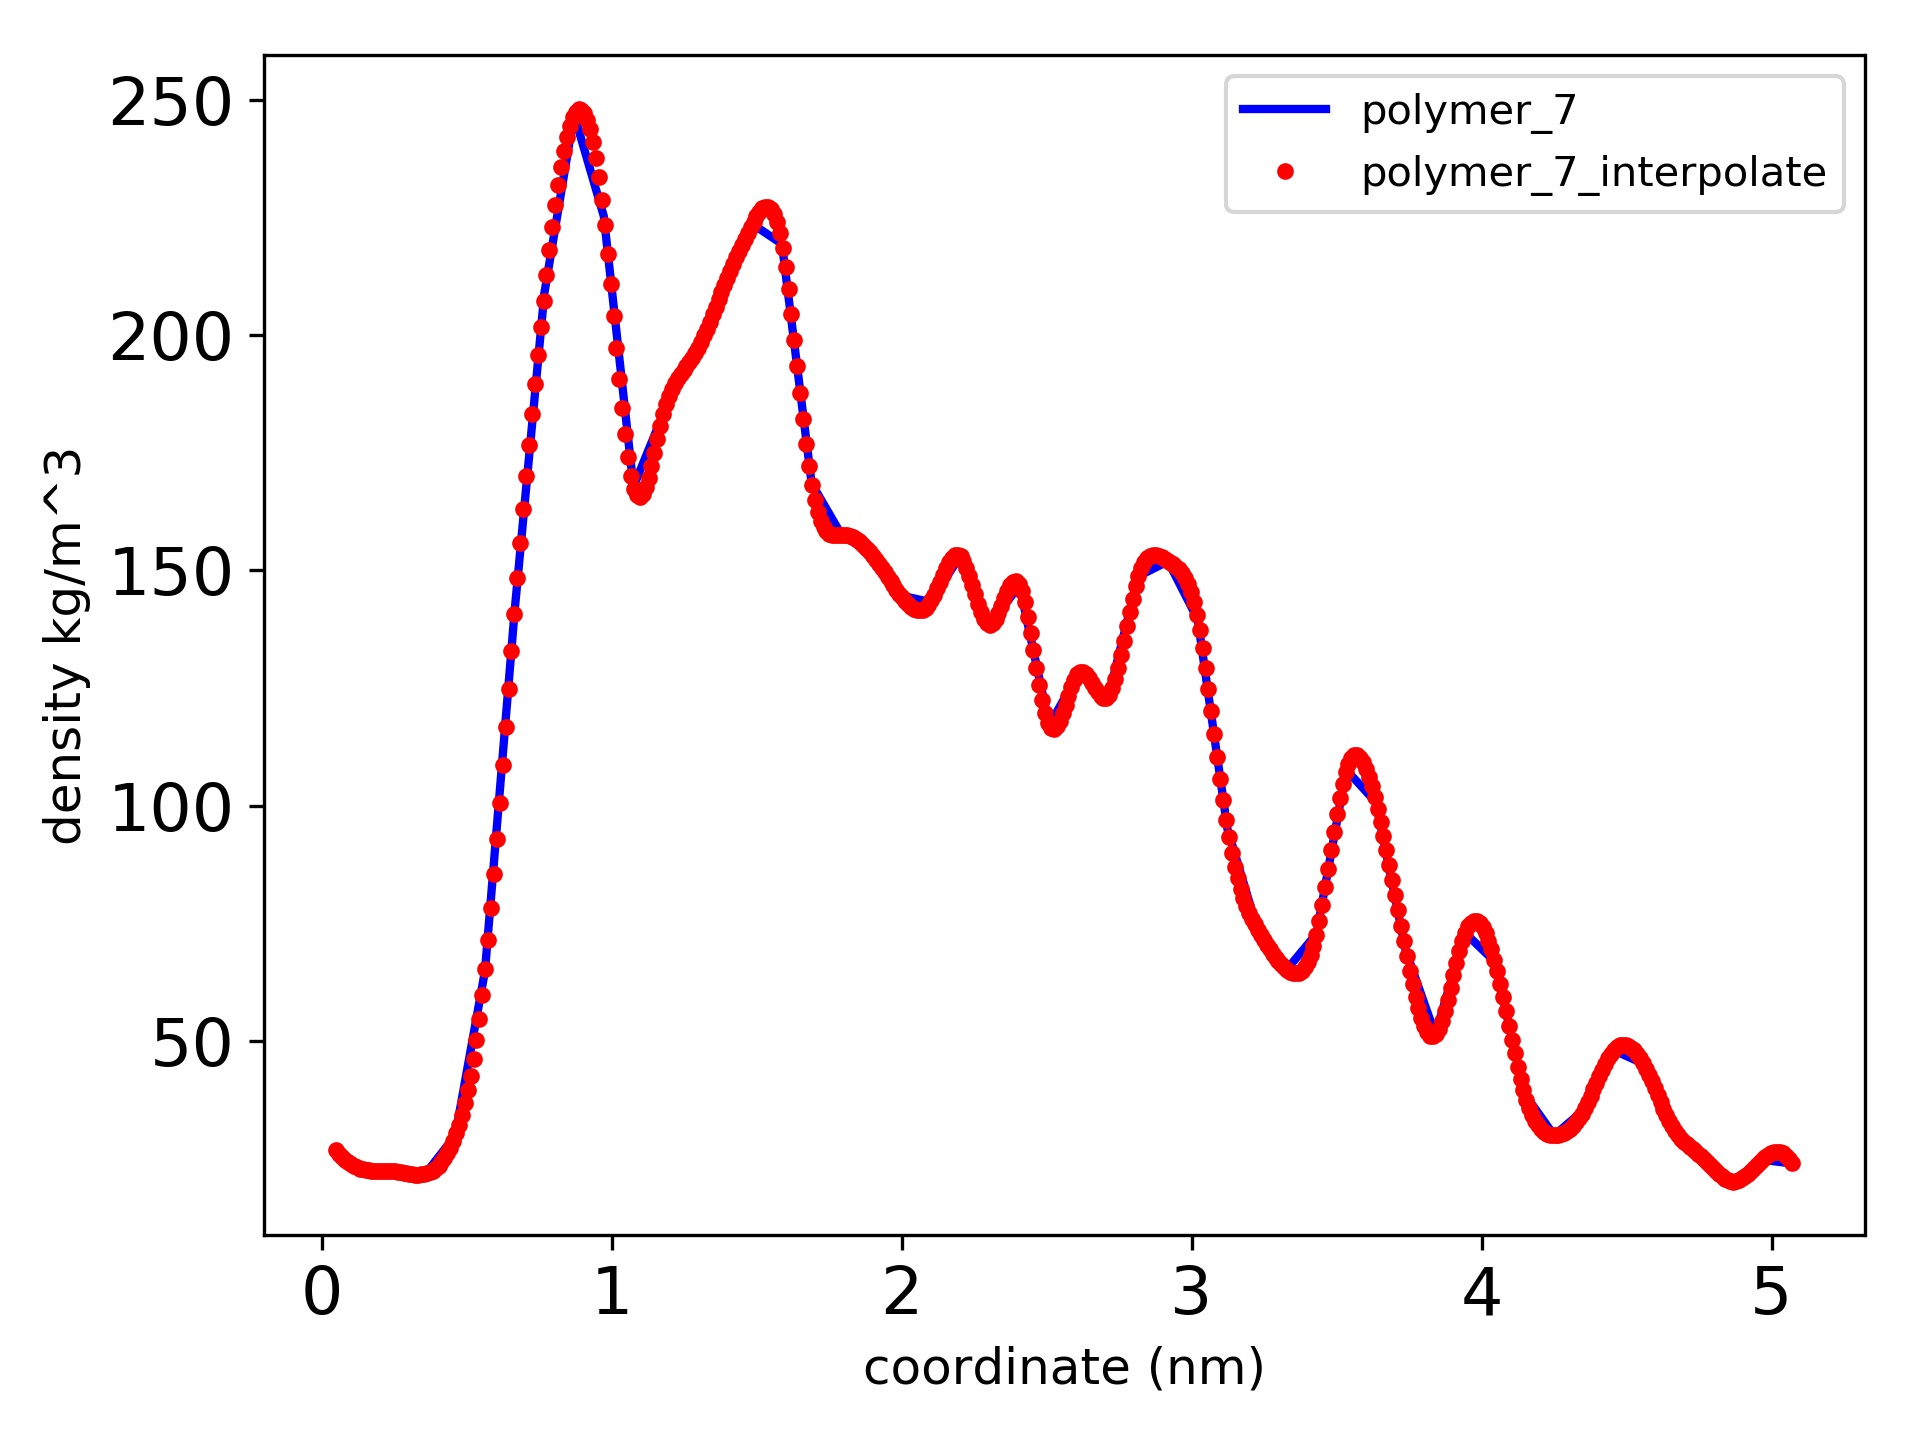 polymer_7
polymer_7_interpolate
density kg/m^3
250
200
150
100
50
0 1 2 3 4 5
coordinate (nm)